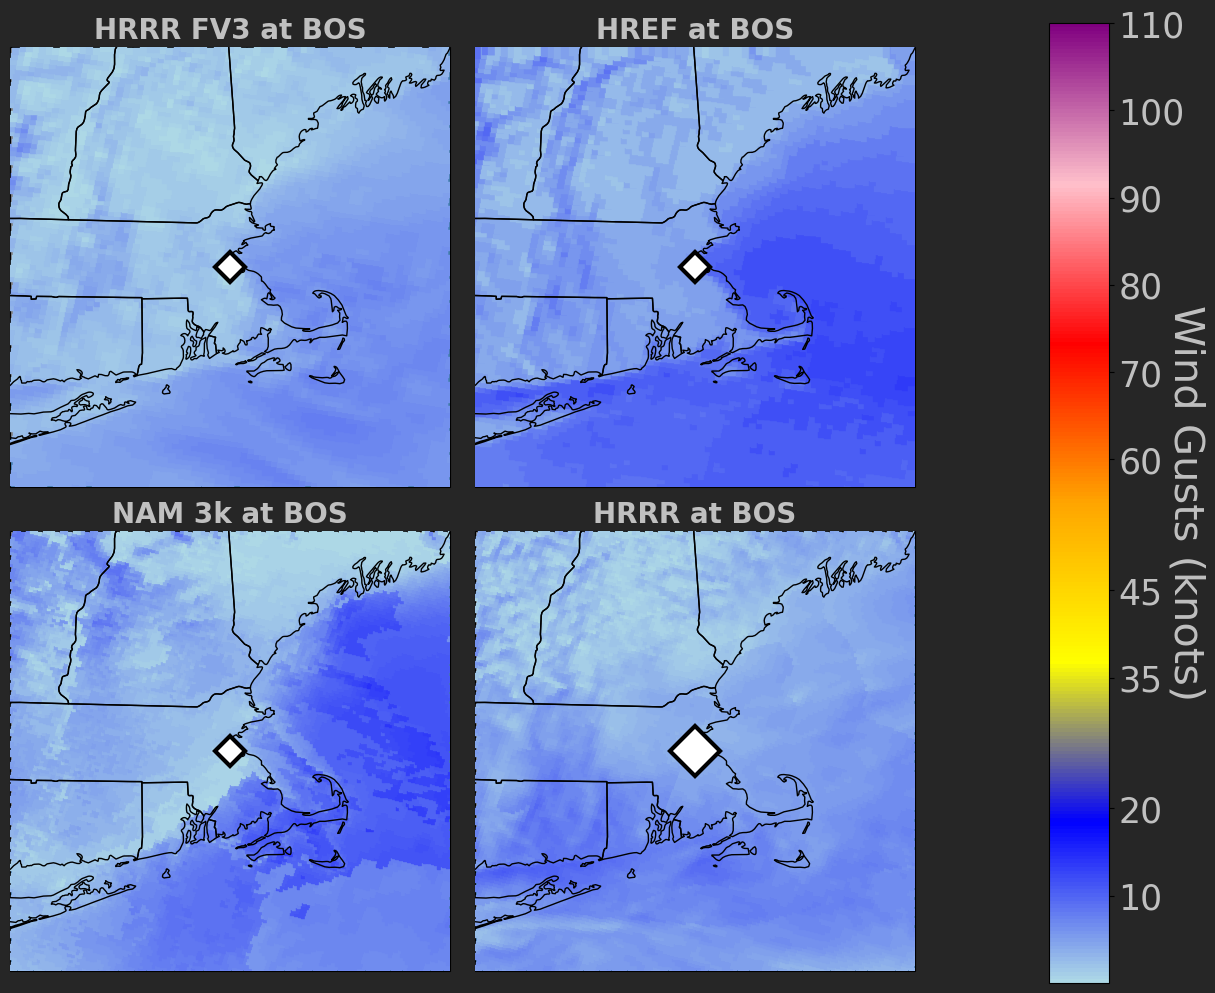 HRRR FV3 at BOS
HREF at BOS
NAM 3k at BOS
HRRR at BOS
110
100
90
80
70
60
45
35
20
10
Wind Gusts (knots)